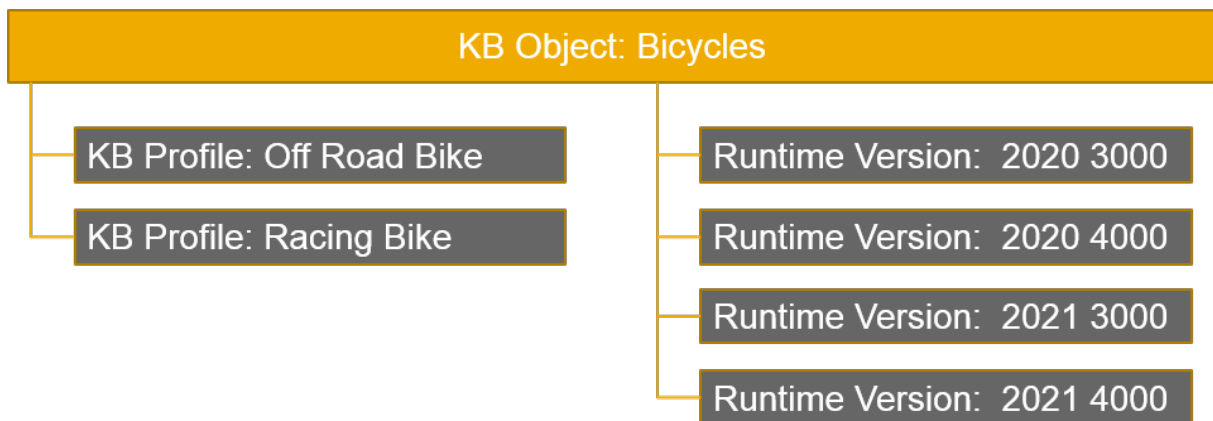 KB Object: Bicycles
KB Profile: Off Road Bike
KB Profile: Racing Bike
Runtime Version: 2020 3000
Runtime Version: 2020 4000
Runtime Version: 2021 3000
Runtime Version: 2021 4000